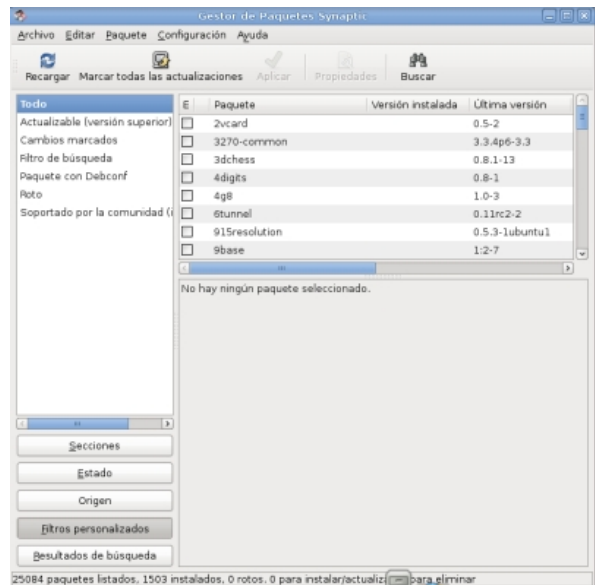 Gestor de Paquetes Synaptic
Archivo Editar Paquete Configuración Ayuda
Recargar Marcar todas las actualizaciones Aplicar Propiedades Buscar
Todo
Actualizable (versión superior)
Cambios marcados
Filtro de búsqueda
Paquete con Debconf
Roto
Soportado por la comunidad (i
E Paquete Versión instalada Última versión
2vcard 0.5-2
3270-common 3.3.4p6-3.3
3dchess 0.8.1-13
4digits 0.8-1
4g8 1.0-3
6tunnel 0.11rc2-2
915resolution 0.5.3-1ubuntu1
9base 1:2-7
No hay ningún paquete seleccionado.
Secciones
Estado
Origen
Filtros personalizados
Resultados de búsqueda
25084 paquetes listados, 1503 instalados, 0 rotos. 0 para instalar/actualiz para eliminar